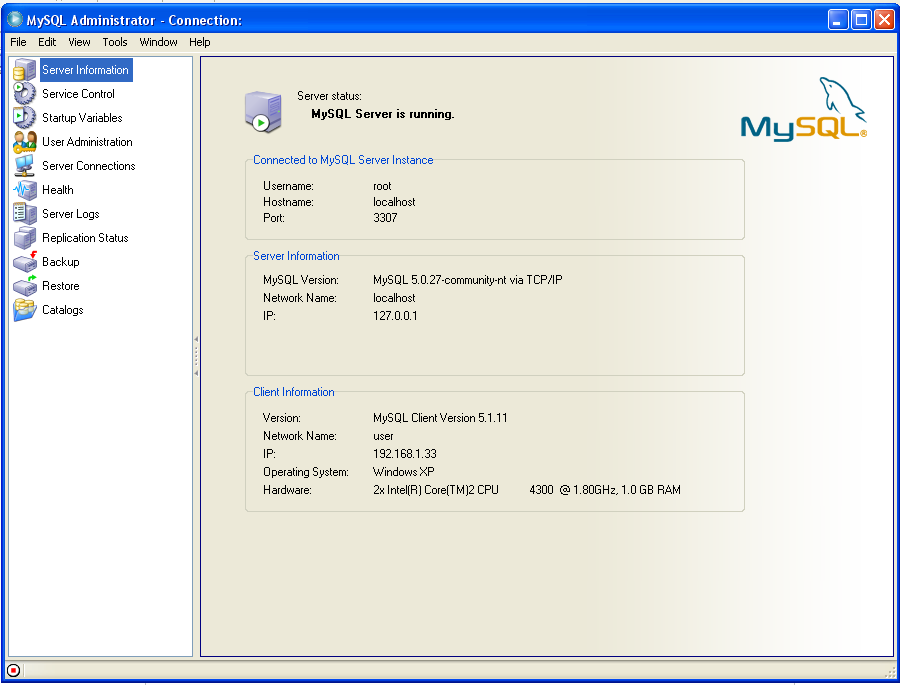 MySQL Administrator - Connection:
File Edit View Tools Window Help
Server Information
Service Control
Startup Variables
User Administration
Server Connections
Health
Server Logs
Replication Status
Backup
Restore
Catalogs
Server status:
MySQL Server is running.
MySQL®
Connected to MySQL Server Instance
Username: root
Hostname: localhost
Port: 3307
Server Information
MySQL Version: MySQL 5.0.27-community-nt via TCP/IP
Network Name: localhost
IP: 127.0.0.1
Client Information
Version: MySQL Client Version 5.1.11
Network Name: user
IP: 192.168.1.33
Operating System: Windows XP
Hardware: 2x Intel(R) Core(TM)2 CPU 4300 @ 1.80GHz, 1.0 GB RAM